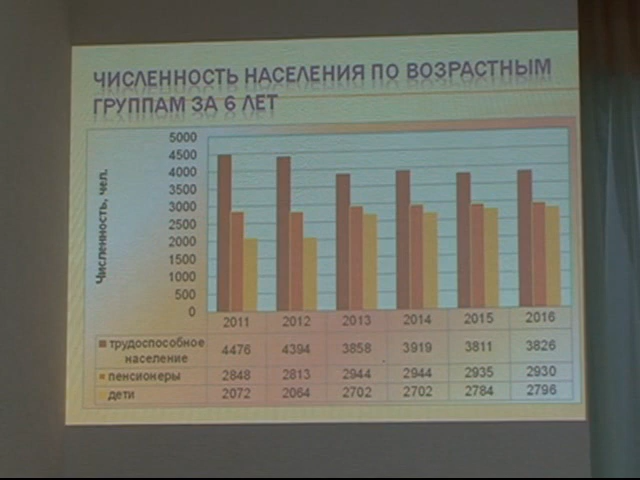 ЧИСЛЕННОСТЬ НАСЕЛЕНИЯ ПО ВОЗРАСТНЫМ
ГРУППАМ ЗА 6 ЛЕТ
Численность, чел.
5000
4500
4000
3500
3000
2500
2000
1500
1000
500
0
2011 2012 2013 2014 2015 2016
трудоспособное
население 4476 4394 3858 3919 3811 3826
пенсионеры 2848 2813 2944 2944 2935 2930
дети 2072 2064 2702 2702 2784 2796